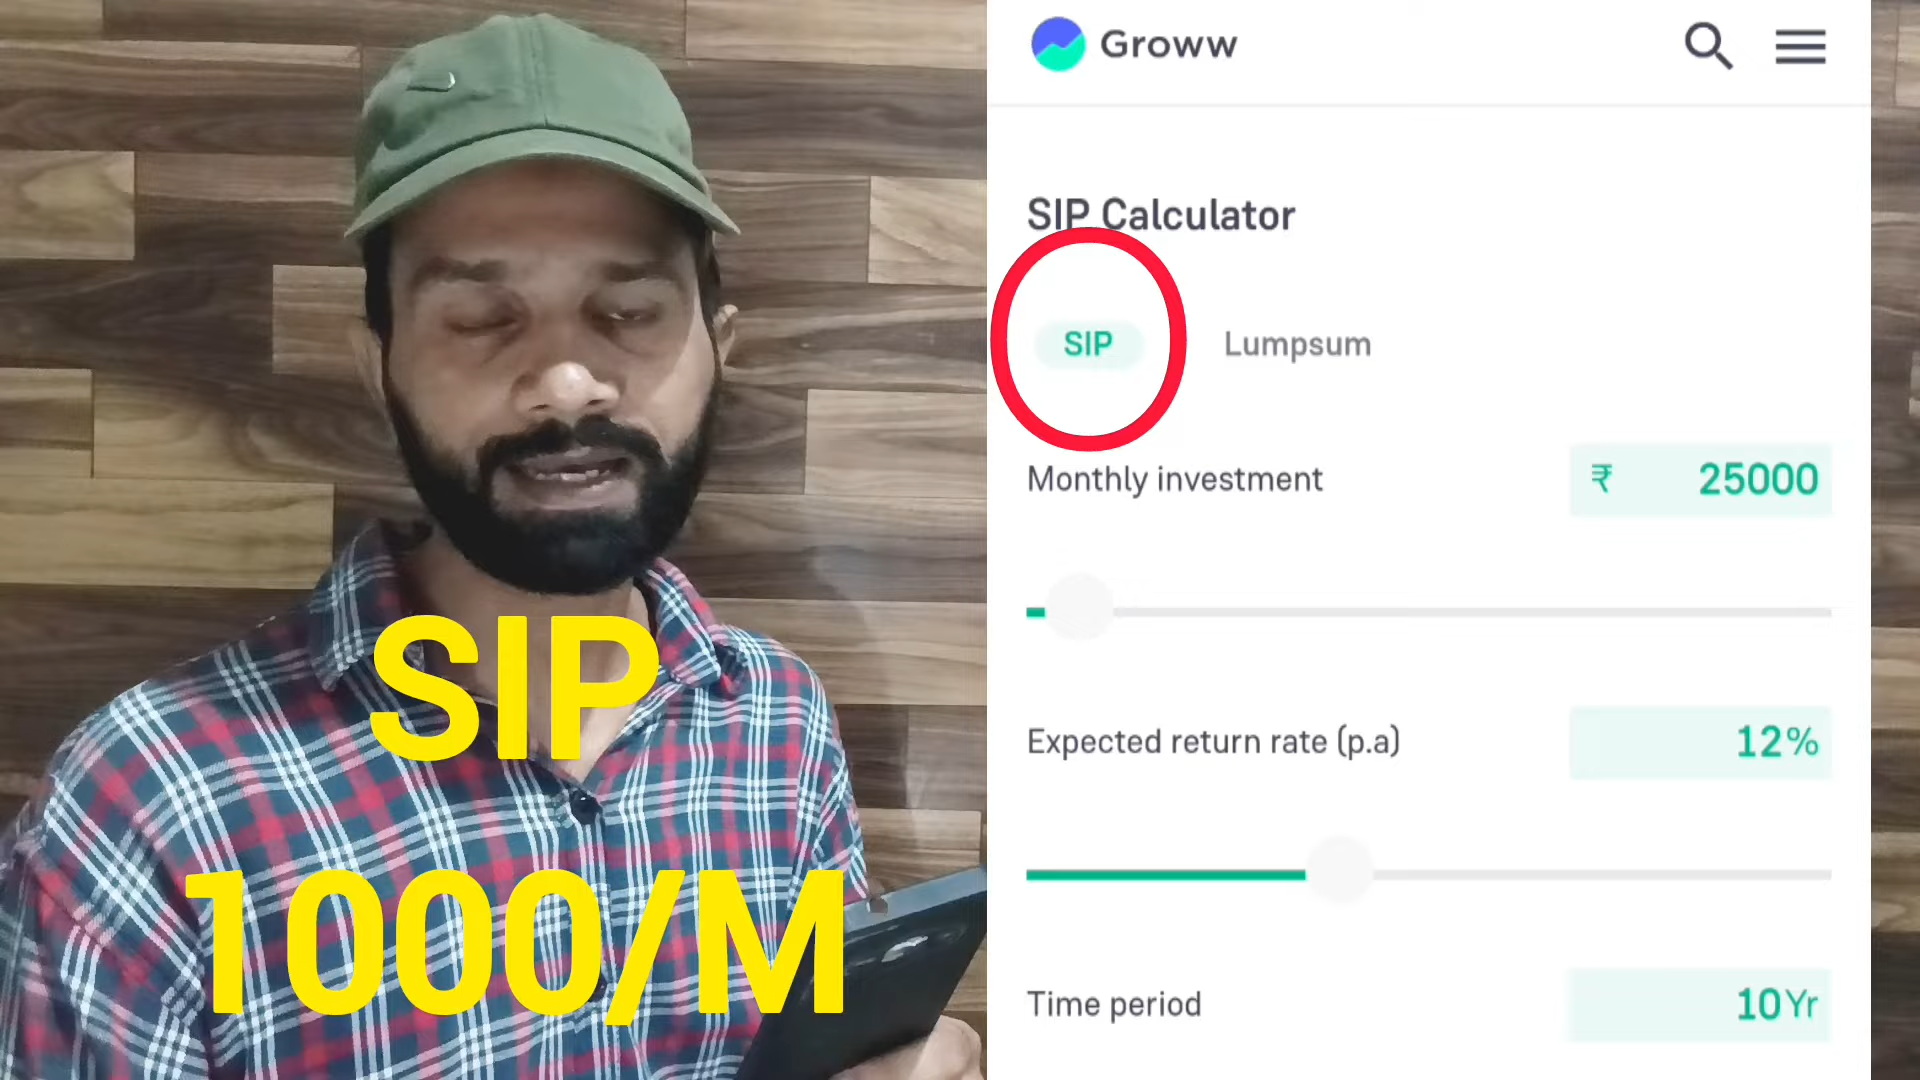 Groww
SIP Calculator
SIP Lumpsum
Monthly investment ₹ 25000
Expected return rate (p.a) 12%
Time period 10Yr
SIP
1000/M